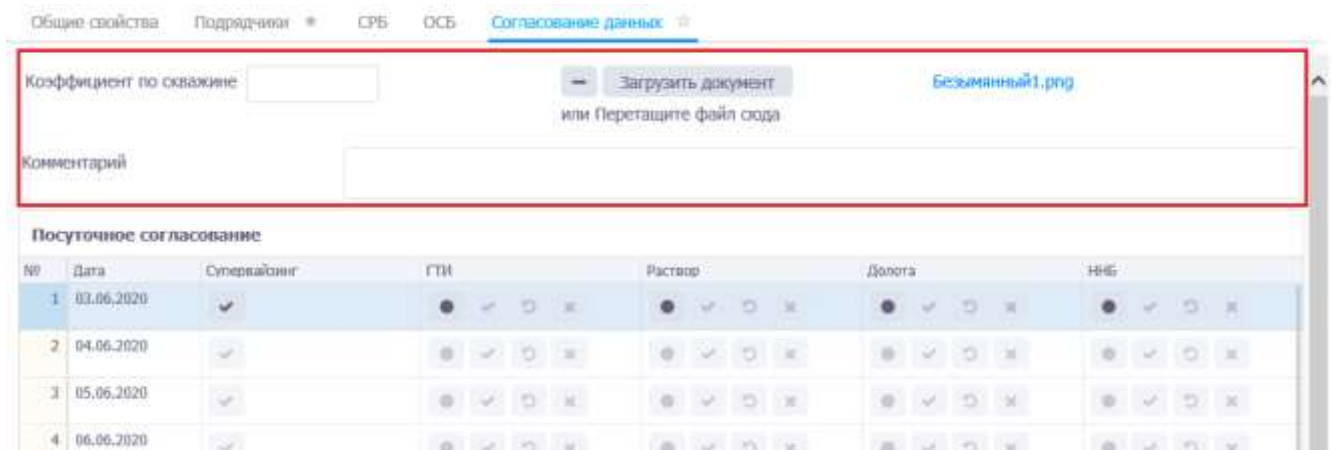 Общие свойства Подрядчики СРБ ОСБ Согласование данных
Коэффициент по скважине Загрузить документ Безымянный1.png
или Перетащите файл сюда
Комментарий
Посуточное согласование
№ Дата Супервайзинг ГТИ Раствор Долота ННБ
1 03.06.2020
2 04.06.2020
3 05.06.2020
4 06.06.2020